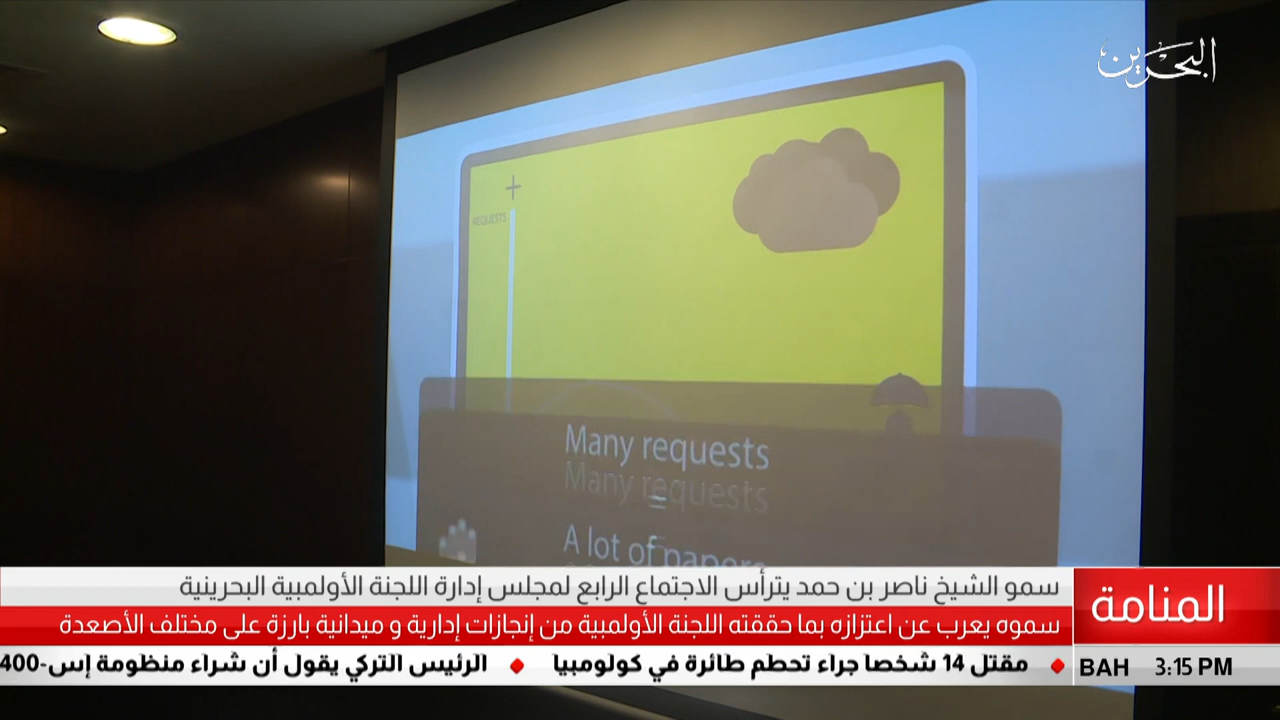 البحرين
+
REQUESTS
Many requests
Many requests
=
A lot of papers
المنامة
سمو الشيخ ناصر بن حمد يترأس الاجتماع الرابع لمجلس إدارة اللجنة الأولمبية البحرينية
سموه يعرب عن اعتزازه بما حققته اللجنة الأولمبية من إنجازات إدارية و ميدانية بارزة على مختلف الأصعدة
BAH 3:15 PM
مقتل 14 شخصا جراء تحطم طائرة في كولومبيا
الرئيس التركي يقول أن شراء منظومة إس-400